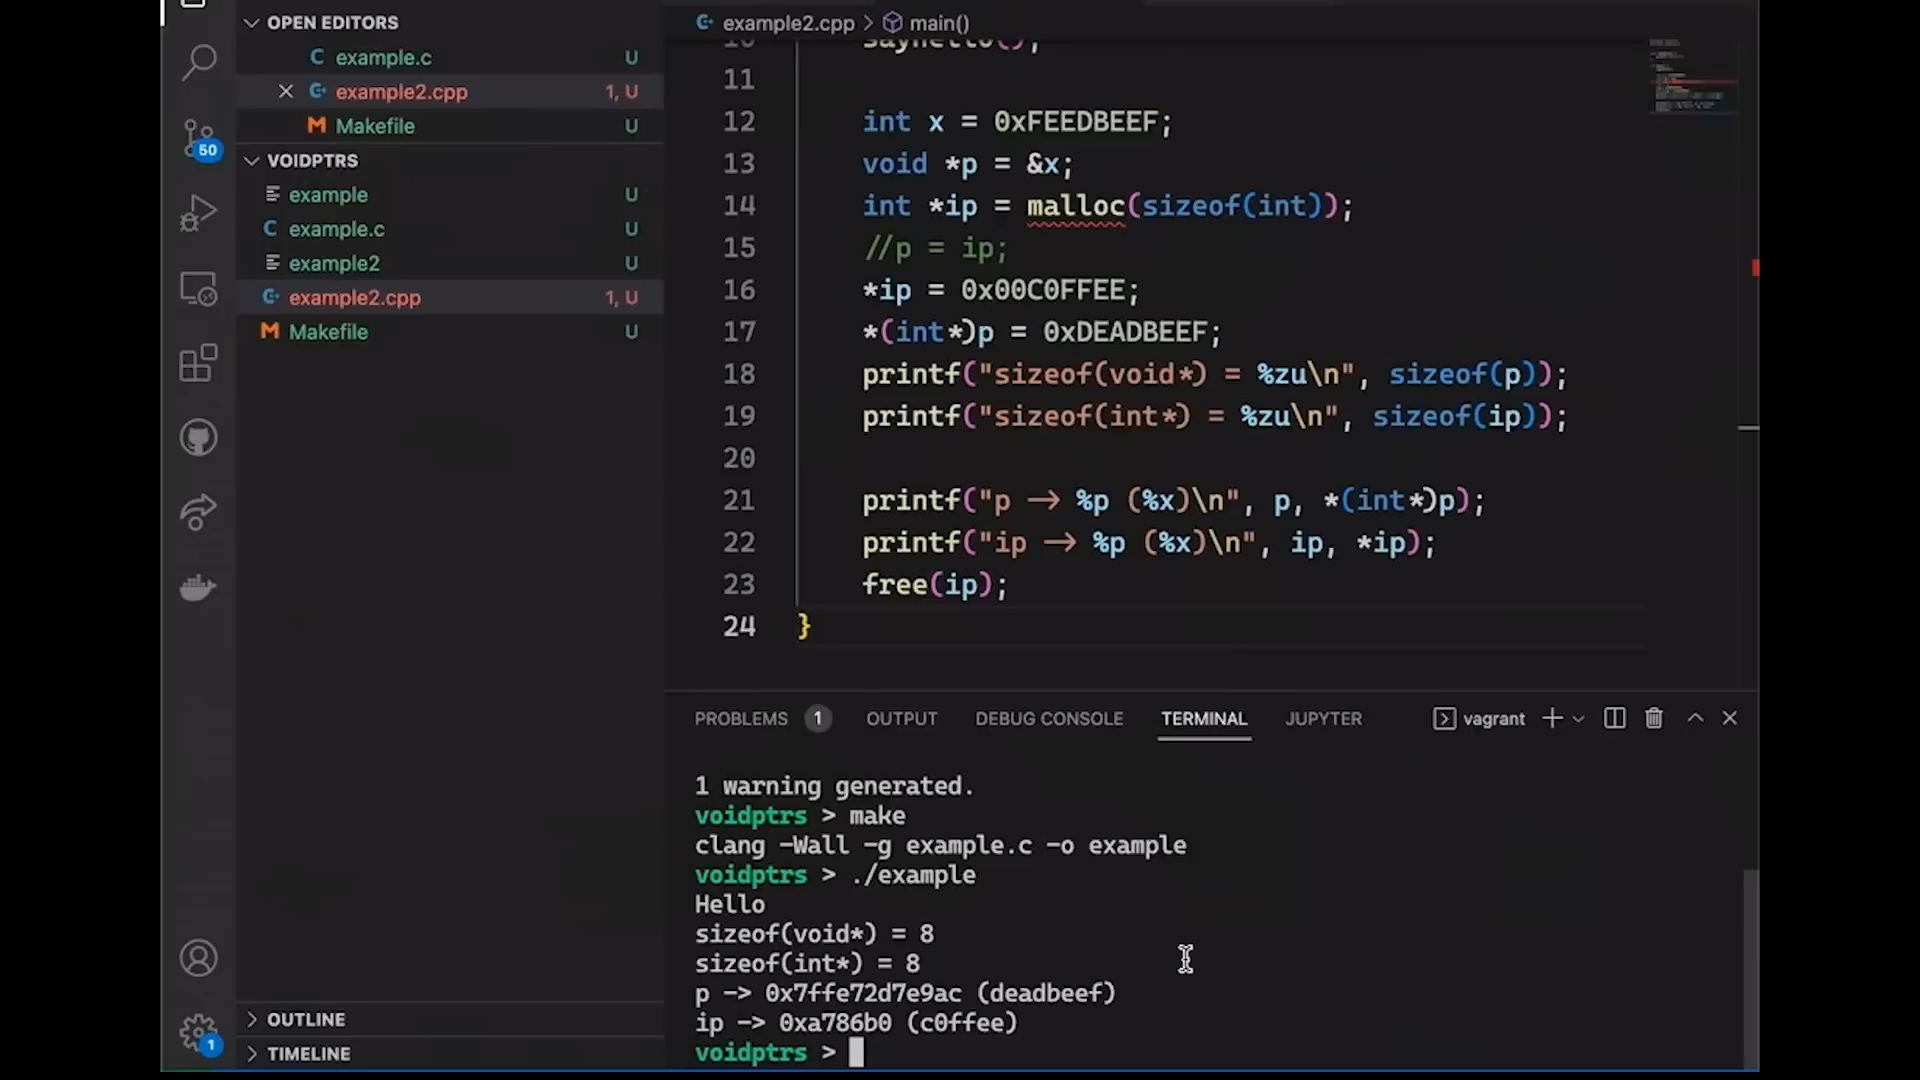 OPEN EDITORS
example.c U
example2.cpp 1, U
Makefile U
VOIDPTRS
example U
example.c U
example2 U
example2.cpp 1, U
Makefile U
OUTLINE
TIMELINE
50
1
example2.cpp > main()
10 sayhello();
11
12 int x = 0xFEEDBEEF;
13 void *p = &x;
14 int *ip = malloc(sizeof(int));
15 //p = ip;
16 *ip = 0x00C0FFEE;
17 *(int*)p = 0xDEADBEEF;
18 printf("sizeof(void*) = %zu\n", sizeof(p));
19 printf("sizeof(int*) = %zu\n", sizeof(ip));
20
21 printf("p -> %p (%x)\n", p, *(int*)p);
22 printf("ip -> %p (%x)\n", ip, *ip);
23 free(ip);
24 }
PROBLEMS 1 OUTPUT DEBUG CONSOLE TERMINAL JUPYTER vagrant
1 warning generated.
voidptrs > make
clang -Wall -g example.c -o example
voidptrs > ./example
Hello
sizeof(void*) = 8
sizeof(int*) = 8
p -> 0x7ffe72d7e9ac (deadbeef)
ip -> 0xa786b0 (c0ffee)
voidptrs >